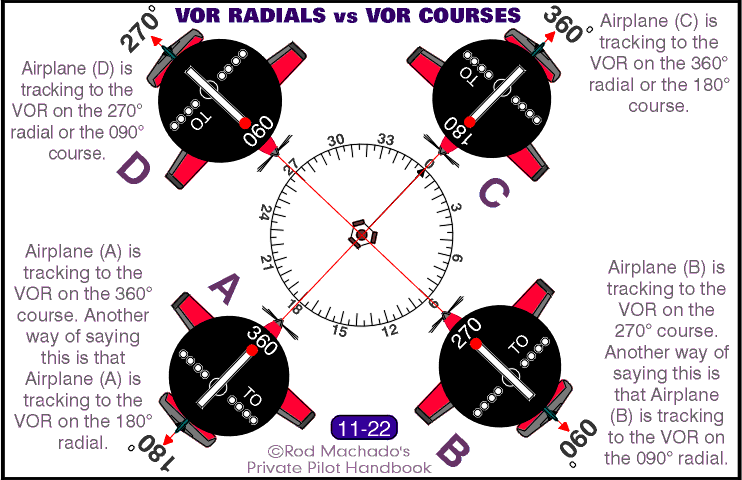 VOR RADIALS vs VOR COURSES
Airplane (D) is
tracking to the
VOR on the 270°
radial or the 090°
course.
270°
TO
060
D
360°
TO
180
C
Airplane (C) is
tracking to the
VOR on the 360°
radial or the 180°
course.
30
33
27
0
24
3
21
6
18
9
15
12
Airplane (A) is
tracking to the
VOR on the 360°
course. Another
way of saying
this is that
Airplane (A) is
tracking to the
VOR on the 180°
radial.
A
360
TO
180°
270
TO
090°
B
Airplane (B) is
tracking to the
VOR on the
270° course.
Another way of
saying this is
that Airplane
(B) is tracking
to the VOR on
the 090° radial.
11-22
©Rod Machado's
Private Pilot Handbook